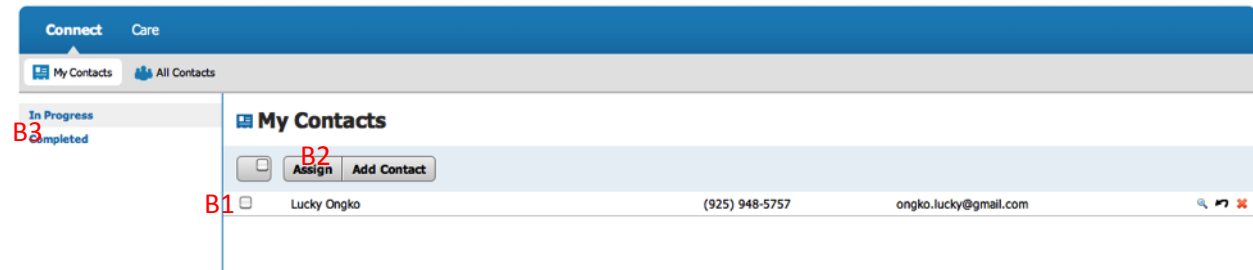 Connect Care
My Contacts All Contacts
In Progress
B3
Completed
My Contacts
B2
Assign Add Contact
B1 Lucky Ongko (925) 948-5757 ongko.lucky@gmail.com